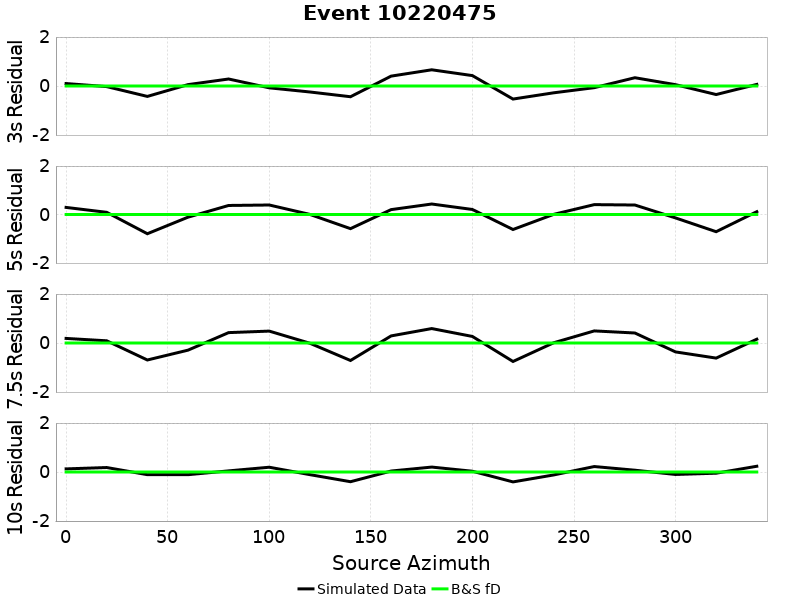 Event 10220475
3s Residual
2
0
-2
5s Residual
2
0
-2
7.5s Residual
2
0
-2
10s Residual
2
0
-2
0 50 100 150 200 250 300
Source Azimuth
Simulated Data B&S fD